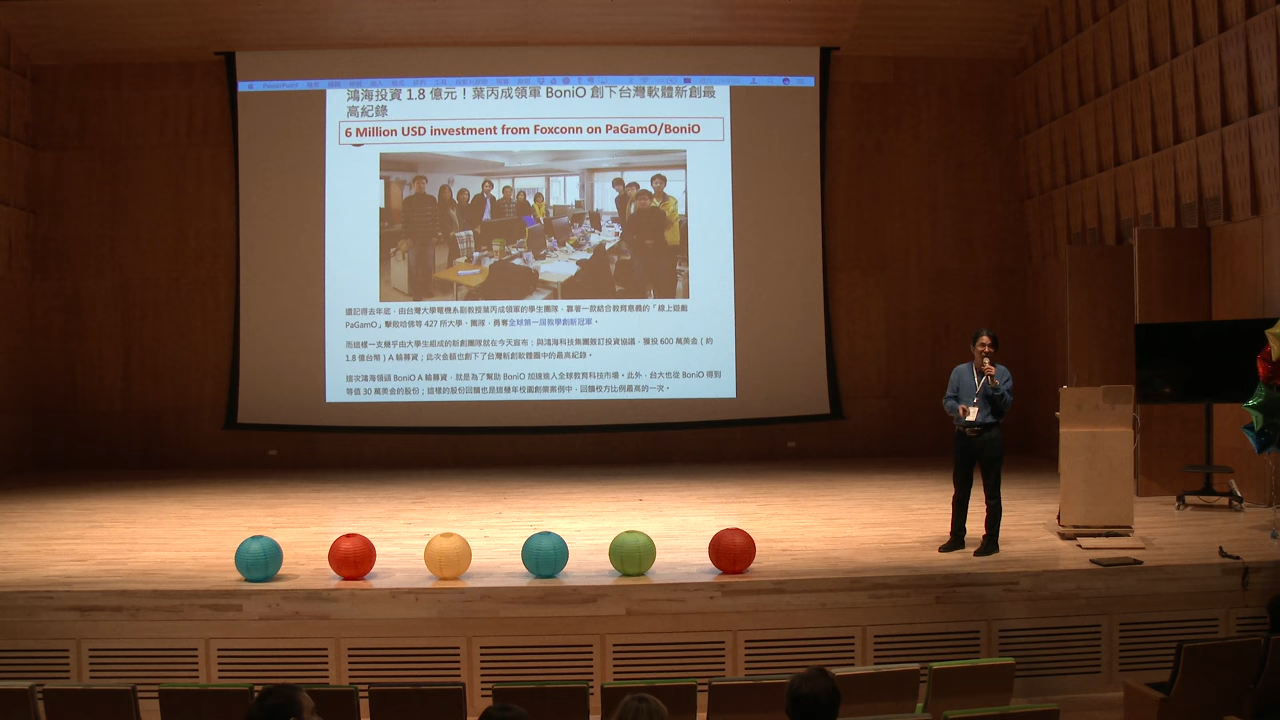 PowerPoint
鴻海投資 1.8 億元！葉丙成領軍 BoniO 創下台灣軟體新創最
高紀錄
6 Million USD investment from Foxconn on PaGamO/BoniO
還記得去年底，由台灣大學電機系副教授葉丙成領軍的學生團隊，靠著一款結合教育意義的「線上遊戲
PaGamO」擊敗哈佛等 427 所大學、團隊，勇奪全球第一屆教學創新冠軍。
而這樣一支幾乎由大學生組成的新創團隊就在今天宣布：與鴻海科技集團簽訂投資協議，獲投 600 萬美金（約
1.8 億台幣）A 輪募資；此次金額也創下了台灣新創軟體圈中的最高紀錄。
這次鴻海領頭 BoniO A 輪募資，就是為了幫助 BoniO 加速進入全球教育科技市場。此外，台大也從 BoniO 得到
等值 30 萬美金的股份；這樣的股份回饋也是這幾年校園創業案例中，回饋校方比例最高的一次。